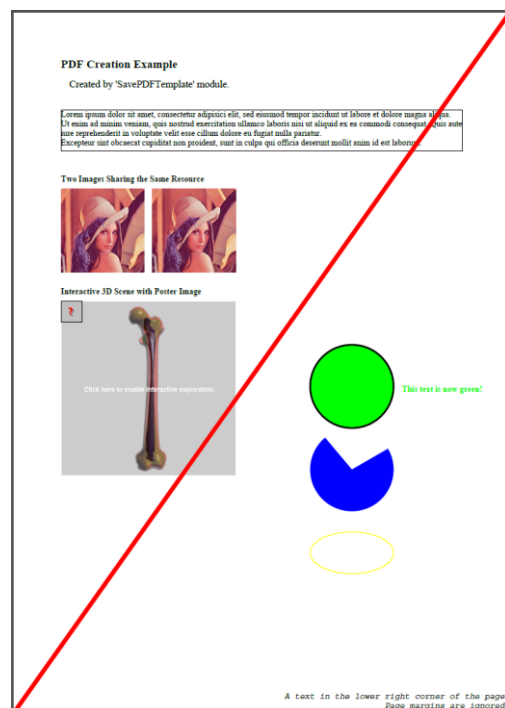 PDF Creation Example
Created by 'SavePDFTemplate' module.
Lorem ipsum dolor sit amet, consectetur adipisici elit, sed eiusmod tempor incidunt ut labore et dolore magna aliqua.
Ut enim ad minim veniam, quis nostrud exercitation ullamco laboris nisi ut aliquid ex ea commodi consequat. Quis aute
iure reprehenderit in voluptate velit esse cillum dolore eu fugiat nulla pariatur.
Excepteur sint obcaecat cupiditat non proident, sunt in culpa qui officia deserunt mollit anim id est laborum.
Two Images Sharing the Same Resource
Interactive 3D Scene with Poster Image
?
Click here to enable interactive exploration.
This text is now green!
A text in the lower right corner of the page
Page margins are ignored